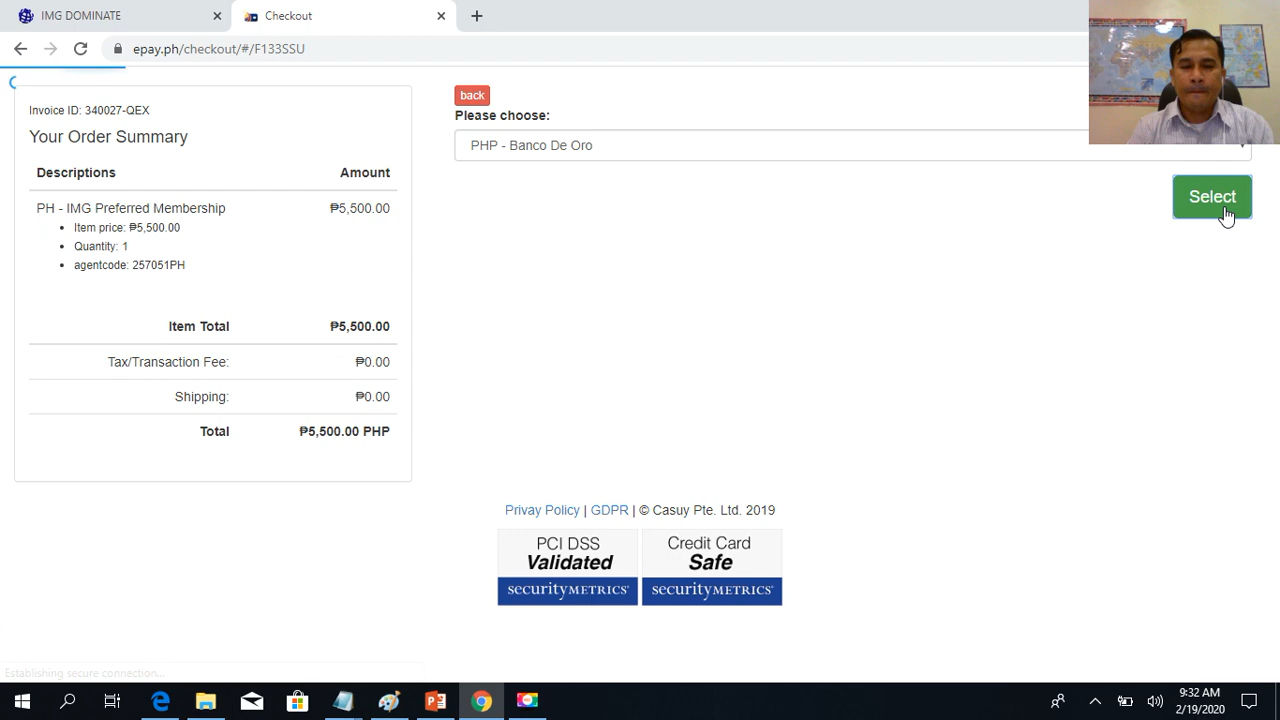 IMG DOMINATE
Checkout
epay.ph/checkout/#/F133SSU
Invoice ID: 340027-QEX
Your Order Summary
Descriptions Amount
PH - IMG Preferred Membership ₱5,500.00
Item price: ₱5,500.00
Quantity: 1
agentcode: 257051PH
Item Total ₱5,500.00
Tax/Transaction Fee: ₱0.00
Shipping: ₱0.00
Total ₱5,500.00 PHP
back
Please choose:
PHP - Banco De Oro
Select
Privay Policy | GDPR | © Casuy Pte. Ltd. 2019
PCI DSS
Validated
securityMETRICS®
Credit Card
Safe
securityMETRICS®
Establishing secure connection...
9:32 AM
2/19/2020